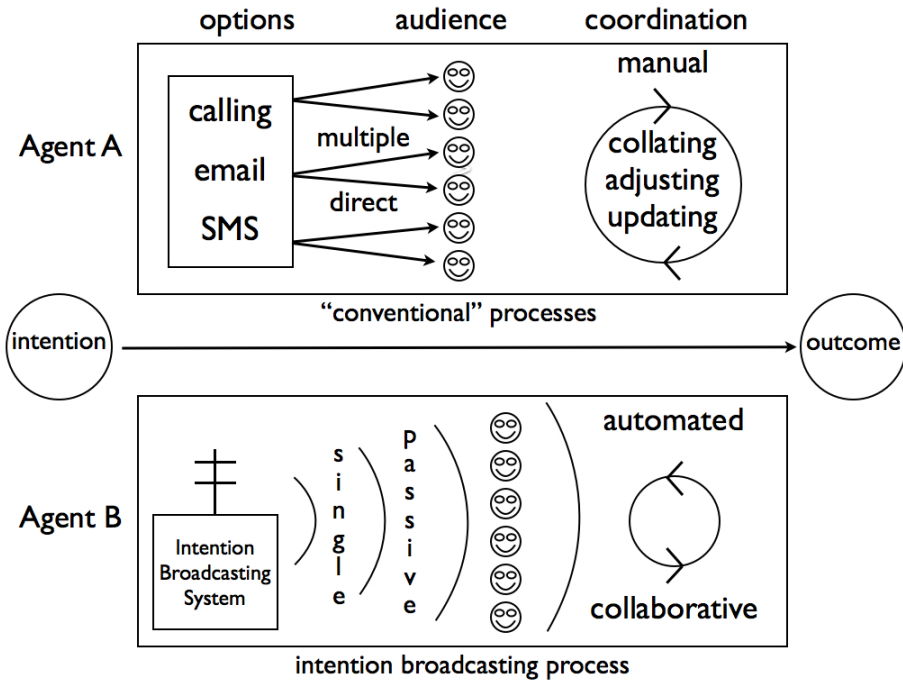 options audience coordination
Agent A
calling
email
SMS
multiple
direct
manual
collating
adjusting
updating
“conventional” processes
intention
outcome
Agent B
Intention
Broadcasting
System
single
passive
automated
collaborative
intention broadcasting process